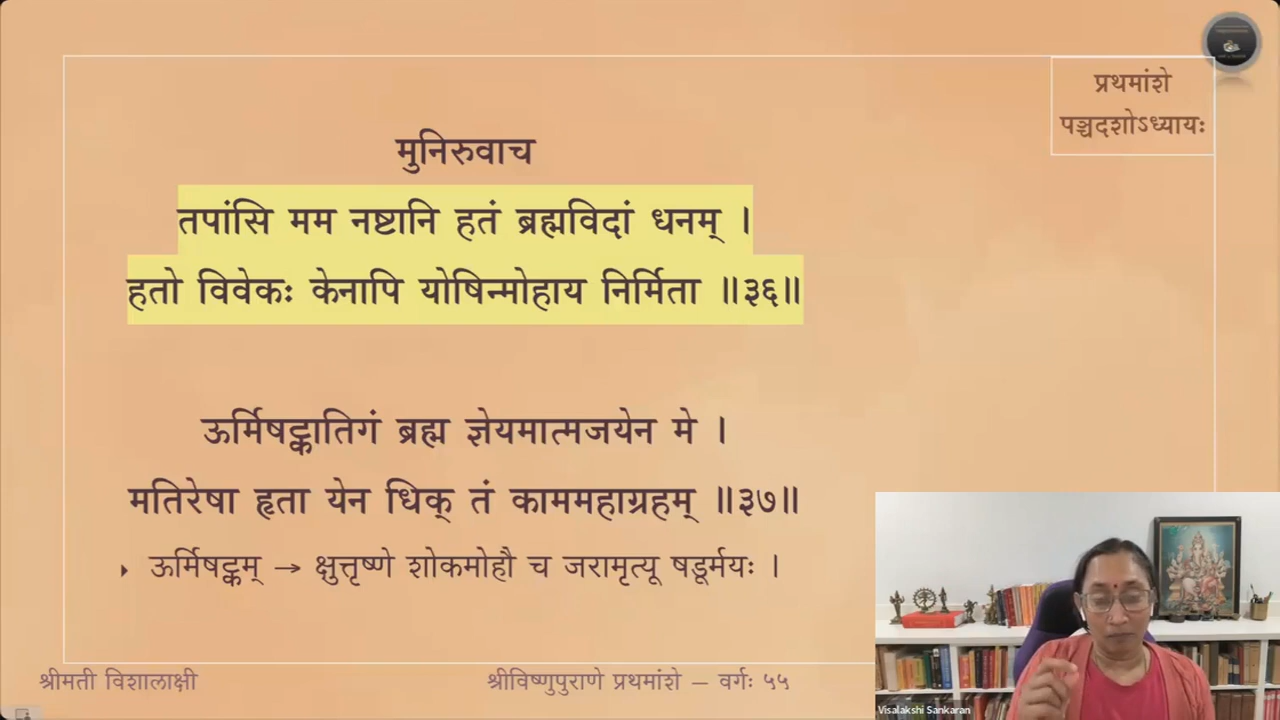 प्रथमांशे
पञ्चदशोऽध्यायः
मुनिरुवाच
तपांसि मम नष्टानि हतं ब्रह्मविदां धनम् ।
हतो विवेकः केनापि योषिन्मोहाय निर्मिता ॥३६॥
ऊर्मिषट्कातिगं ब्रह्म ज्ञेयमात्मजयेन मे ।
मतिरेषा हृता येन धिक् तं काममहाग्रहम् ॥३७॥
ऊर्मिषट्कम् → क्षुत्तृष्णे शोकमोहौ च जरामृत्यू षडूर्मयः ।
श्रीमती विशालाक्षी
श्रीविष्णुपुराणे प्रथमांशे – वर्गः ५५
Visalakshi Sankaran